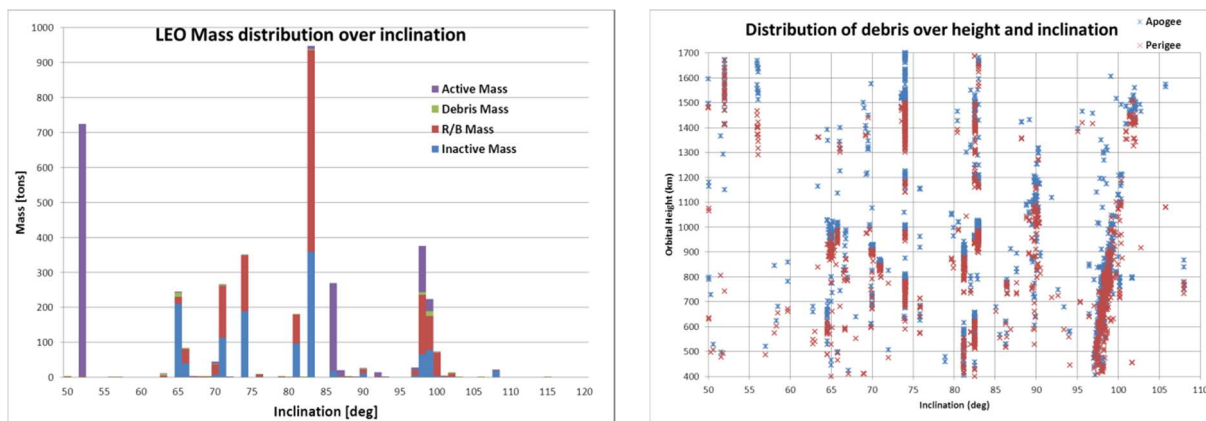 LEO Mass distribution over inclination
Mass [tons]
1000
900
800
700
600
500
400
300
200
100
0
Active Mass
Debris Mass
R/B Mass
Inactive Mass
50 55 60 65 70 75 80 85 90 95 100 105 110 115 120
Inclination [deg]
Distribution of debris over height and inclination
Apogee
Perigee
Orbital Height (km)
1700
1600
1500
1400
1300
1200
1100
1000
900
800
700
600
500
400
50 55 60 65 70 75 80 85 90 95 100 105 110
Inclination (deg)